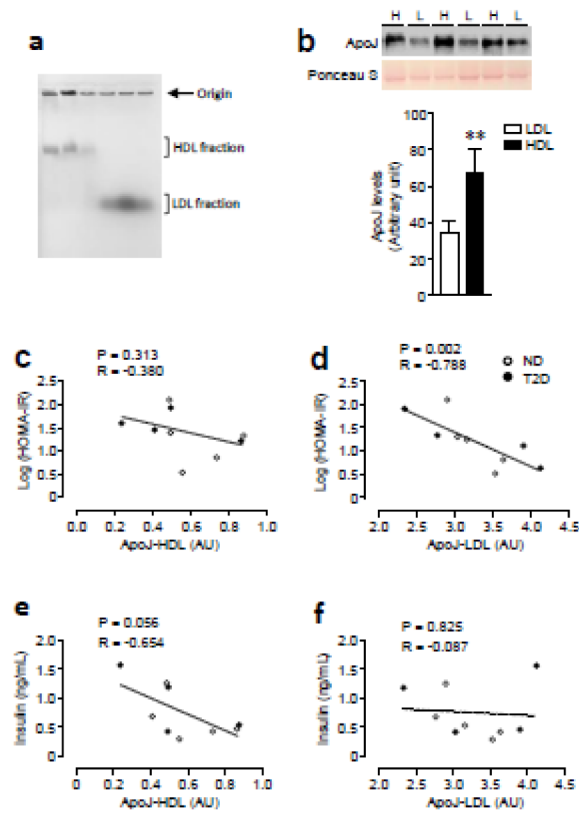 a
Origin
HDL fraction
LDL fraction
b
H L H L H L
ApoJ
Ponceau S
ApoJ levels
(Arbitrary unit)
100
80
60
40
20
0
**
LDL
HDL
c
P = 0.313
R = -0.380
Log (HOMA-IR)
2.5
2.0
1.5
1.0
0.5
0
0.0 0.2 0.4 0.6 0.8 1.0
ApoJ-HDL (AU)
d
P = 0.002
R = -0.788
ND
T2D
Log (HOMA-IR)
2.5
2.0
1.5
1.0
0.5
0
2.0 2.5 3.0 3.5 4.0 4.5
ApoJ-LDL (AU)
e
P = 0.056
R = -0.654
Insulin (ng/mL)
2.0
1.5
1.0
0.5
0
0.0 0.2 0.4 0.6 0.8 1.0
ApoJ-HDL (AU)
f
P = 0.825
R = -0.087
Insulin (ng/mL)
2.0
1.5
1.0
0.5
0
2.0 2.5 3.0 3.5 4.0 4.5
ApoJ-LDL (AU)